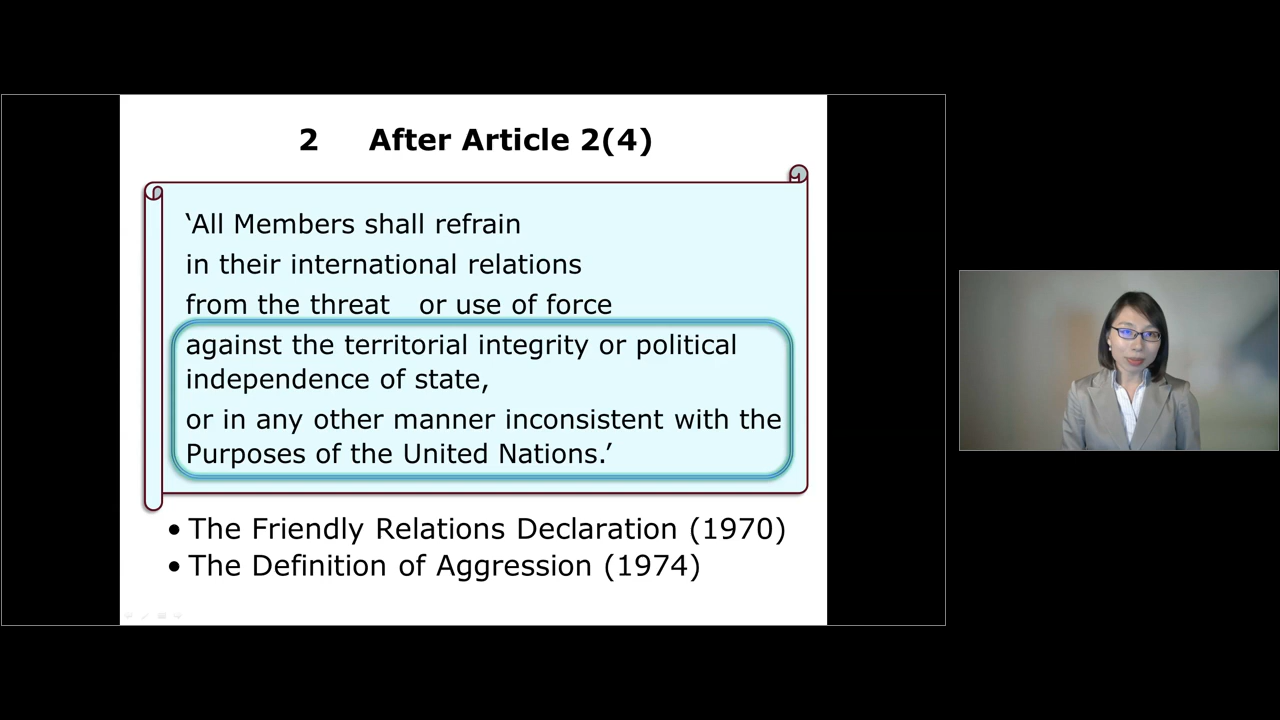 2 After Article 2(4)
‘All Members shall refrain
in their international relations
from the threat or use of force
against the territorial integrity or political
independence of state,
or in any other manner inconsistent with the
Purposes of the United Nations.’
• The Friendly Relations Declaration (1970)
• The Definition of Aggression (1974)